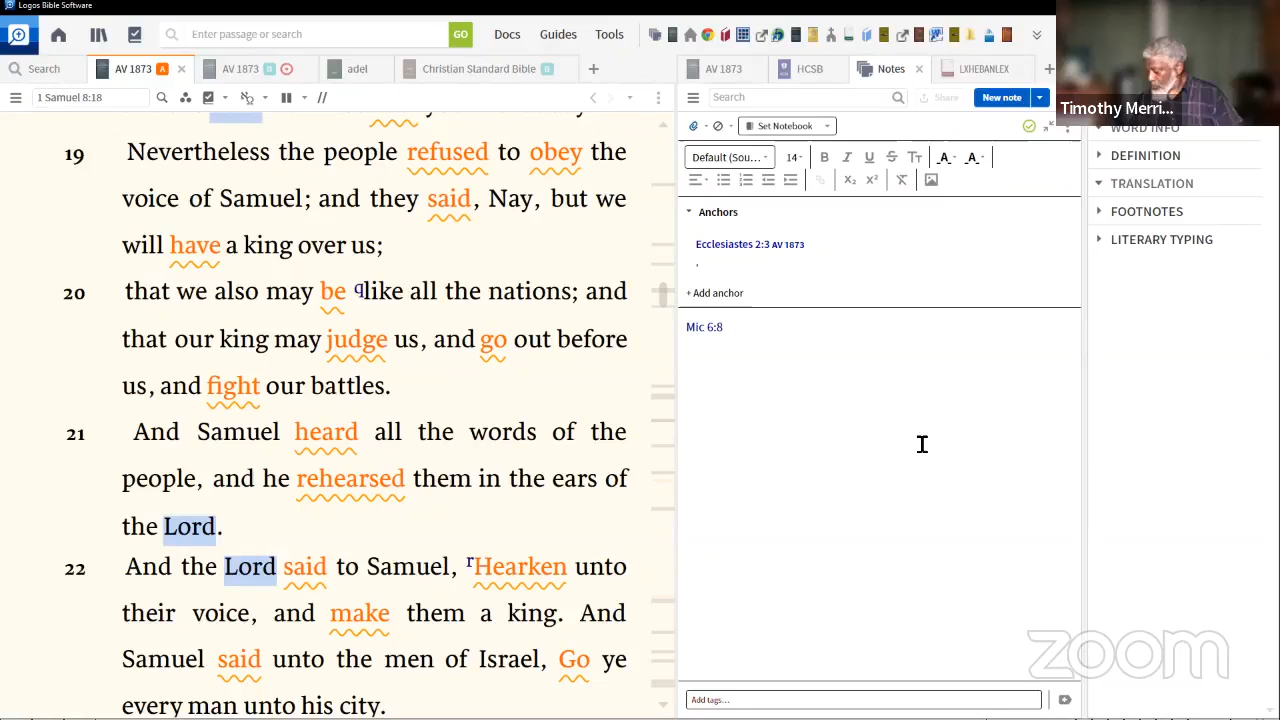 Logos Bible Software
Enter passage or search
GO
Docs
Guides
Tools
Search
AV 1873 A
AV 1873 B
adel
Christian Standard Bible B
AV 1873
HCSB
Notes
LXHEBANLEX
1 Samuel 8:18
Search
Share
New note
Timothy Merri...
Set Notebook
WORD INFO
DEFINITION
TRANSLATION
FOOTNOTES
LITERARY TYPING
Default (Sou...
14
Anchors
Ecclesiastes 2:3 AV 1873
,
+ Add anchor
Mic 6:8
19 Nevertheless the people refused to obey the
voice of Samuel; and they said, Nay, but we
will have a king over us;
20 that we also may be qlike all the nations; and
that our king may judge us, and go out before
us, and fight our battles.
21 And Samuel heard all the words of the
people, and he rehearsed them in the ears of
the Lord.
22 And the Lord said to Samuel, rHearken unto
their voice, and make them a king. And
Samuel said unto the men of Israel, Go ye
every man unto his city.
Add tags...
zoom